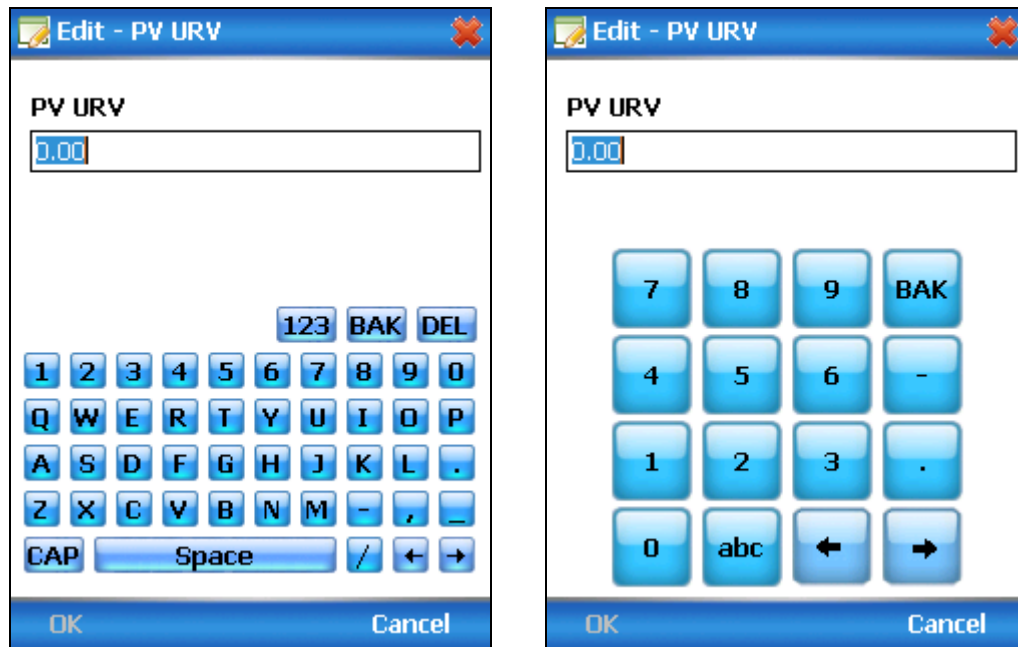 Edit - PV URV
PV URV
0.00
123 BAK DEL
1 2 3 4 5 6 7 8 9 0
Q W E R T Y U I O P
A S D F G H J K L .
Z X C V B N M - , _
CAP Space / ← →
OK Cancel
Edit - PV URV
PV URV
0.00
7 8 9 BAK
4 5 6 -
1 2 3 .
0 abc ← →
OK Cancel